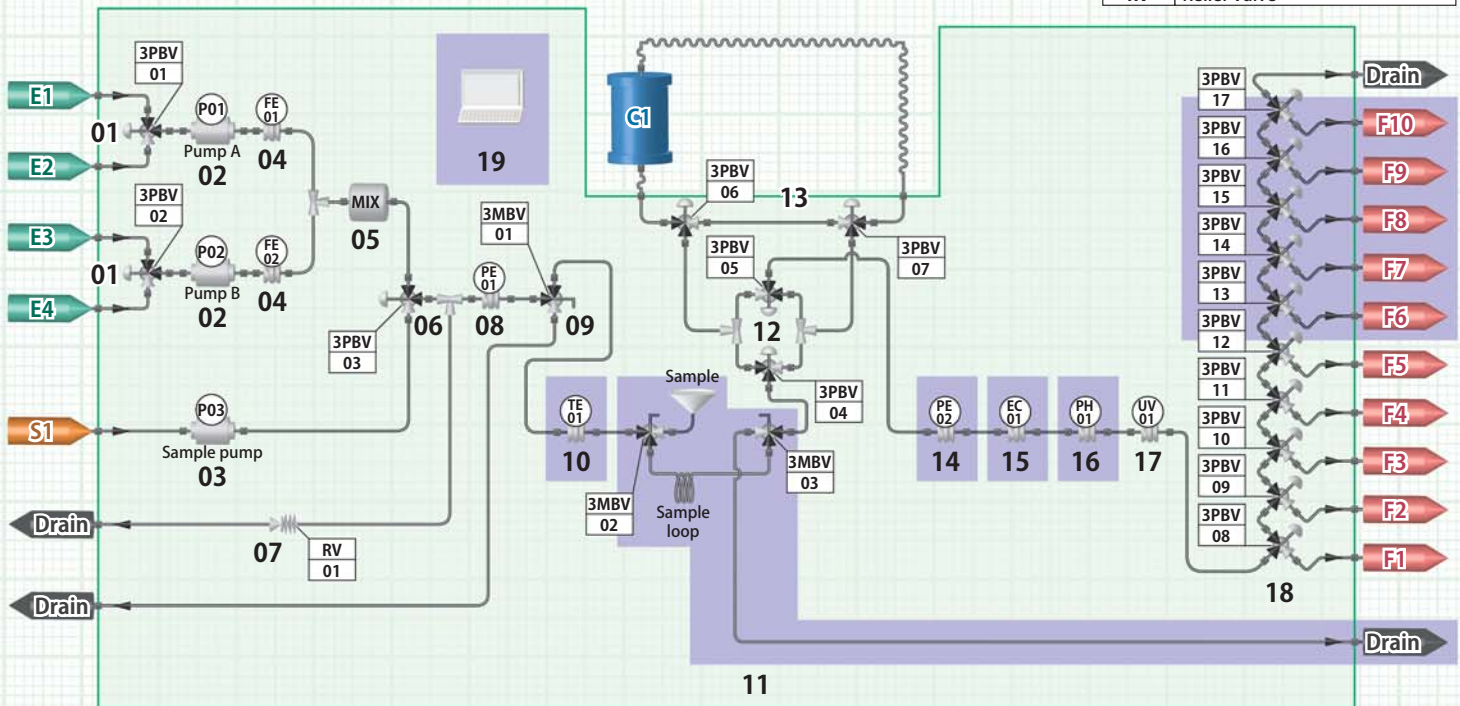 Relief valve
3PBV
01
E1
01
P01
FE
01
Pump A
02
04
E2
3PBV
02
E3
01
P02
FE
02
Pump B
02
04
E4
MIX
05
19
C1
3PBV
06
13
3PBV
07
3MBV
01
PE
01
06
08
09
3PBV
03
3PBV
05
12
3PBV
04
S1
P03
Sample pump
03
TE
01
10
Sample
3MBV
02
Sample
loop
3MBV
03
PE
02
14
EC
01
15
PH
01
16
UV
01
17
Drain
07
RV
01
Drain
3PBV
17
3PBV
16
3PBV
15
3PBV
14
3PBV
13
3PBV
12
3PBV
11
3PBV
10
3PBV
09
3PBV
08
18
Drain
F10
F9
F8
F7
F6
F5
F4
F3
F2
F1
Drain
11